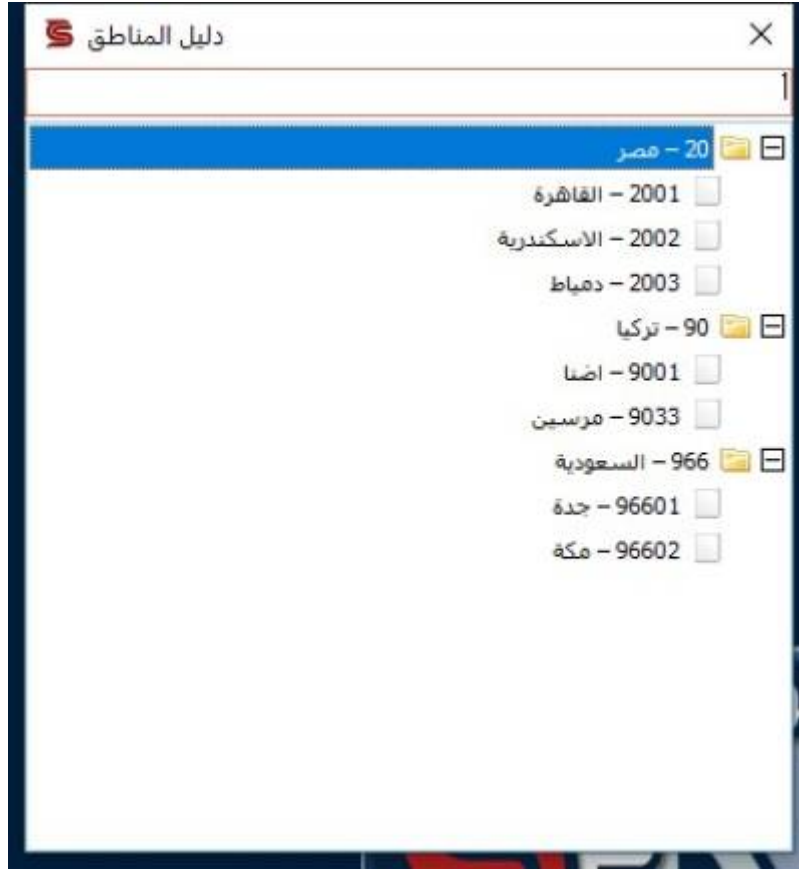 دليل المناطق
20 – مصر
2001 – القاهرة
2002 – الاسكندرية
2003 – دمياط
90 – تركيا
9001 – اضنا
9033 – مرسين
966 – السعودية
96601 – جدة
96602 – مكة